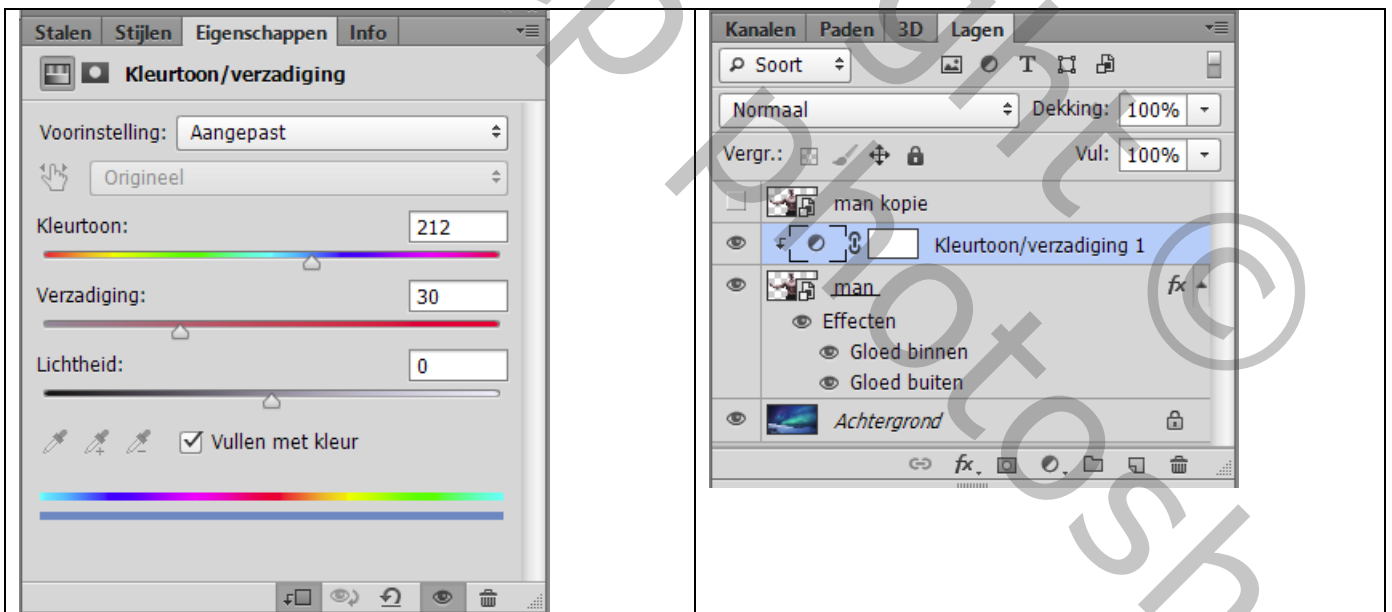 Stalen Stijlen Eigenschappen Info
Kleurtoon/verzadiging
Voorinstelling: Aangepast
Origineel
Kleurtoon: 212
Verzadiging: 30
Lichtheid: 0
Vullen met kleur
Kanalen Paden 3D Lagen
Soort T
Normaal Dekking: 100%
Vergr.: Vul: 100%
man kopie
Kleurtoon/verzadiging 1
man fx
Effecten
Gloed binnen
Gloed buiten
Achtergrond
fx
©